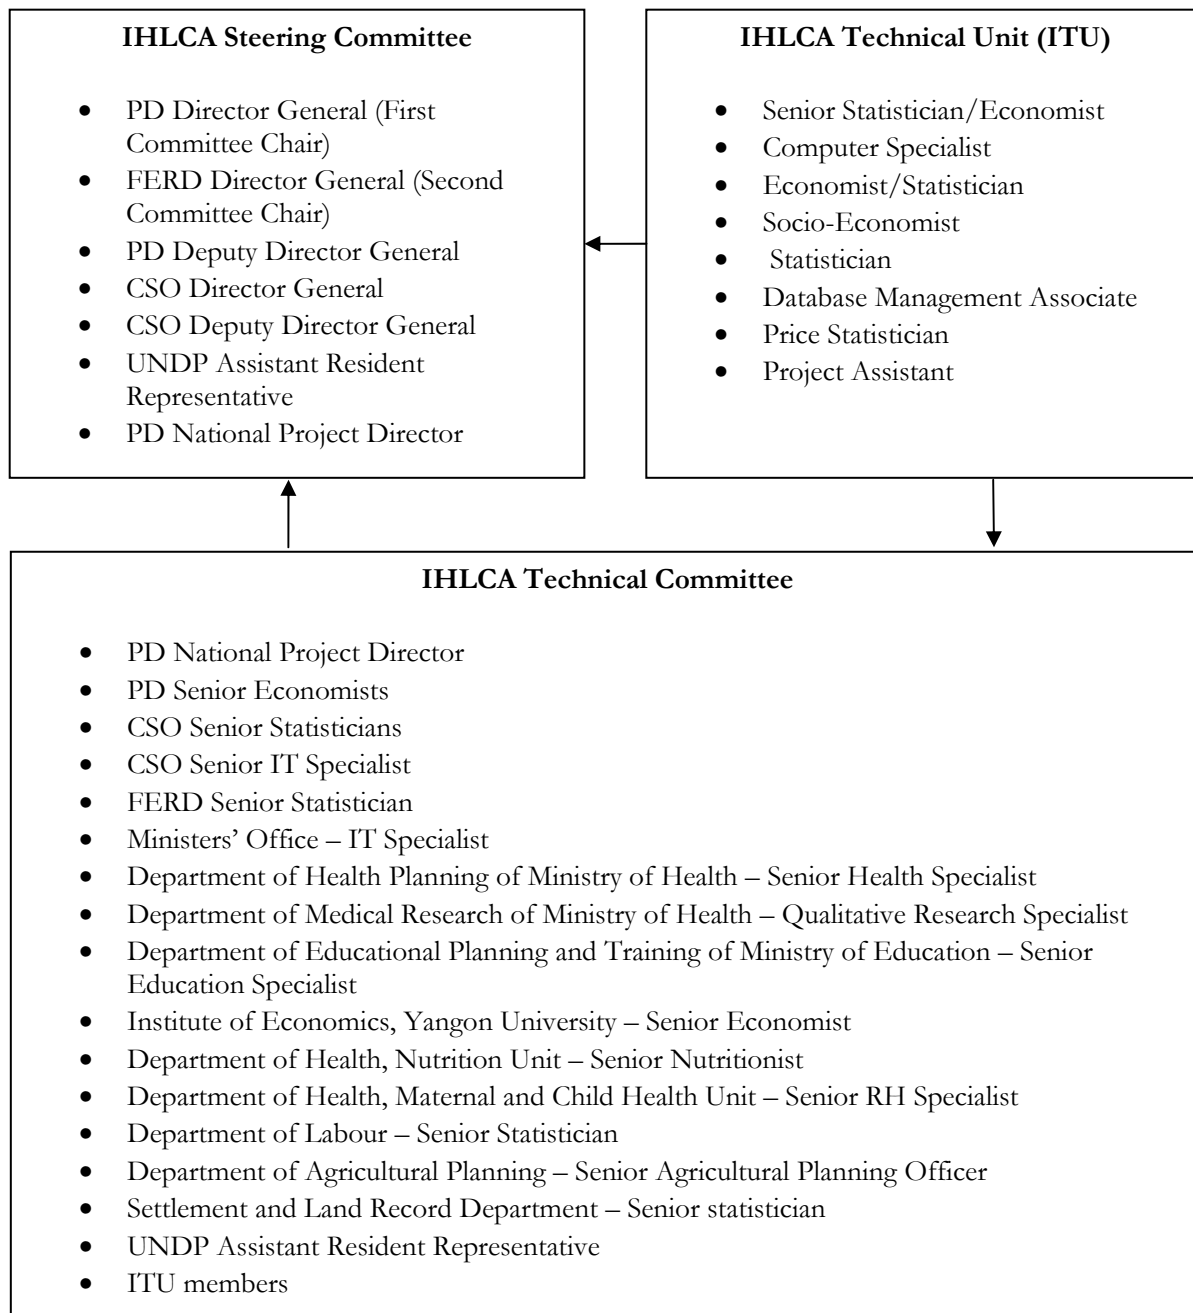 IHLCA Steering Committee
• PD Director General (First
Committee Chair)
• FERD Director General (Second
Committee Chair)
• PD Deputy Director General
• CSO Director General
• CSO Deputy Director General
• UNDP Assistant Resident
Representative
• PD National Project Director
IHLCA Technical Unit (ITU)
• Senior Statistician/Economist
• Computer Specialist
• Economist/Statistician
• Socio-Economist
• Statistician
• Database Management Associate
• Price Statistician
• Project Assistant
IHLCA Technical Committee
• PD National Project Director
• PD Senior Economists
• CSO Senior Statisticians
• CSO Senior IT Specialist
• FERD Senior Statistician
• Ministers’ Office – IT Specialist
• Department of Health Planning of Ministry of Health – Senior Health Specialist
• Department of Medical Research of Ministry of Health – Qualitative Research Specialist
• Department of Educational Planning and Training of Ministry of Education – Senior
Education Specialist
• Institute of Economics, Yangon University – Senior Economist
• Department of Health, Nutrition Unit – Senior Nutritionist
• Department of Health, Maternal and Child Health Unit – Senior RH Specialist
• Department of Labour – Senior Statistician
• Department of Agricultural Planning – Senior Agricultural Planning Officer
• Settlement and Land Record Department – Senior statistician
• UNDP Assistant Resident Representative
• ITU members